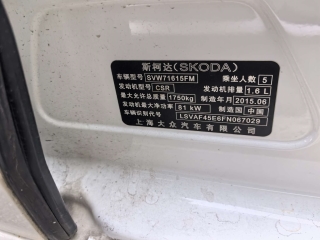 斯柯达(SKODA)
车辆型号 SVW71615FM 乘坐人数 5
发动机型号 CSR 发动机排量 1.6 L
最大允许总质量 1750kg 制造年月 2015.06
发动机最大净功率 81 kW 制造国 中国
车辆识别代号 LSVAF45E6FN067029
上海大众汽车有限公司